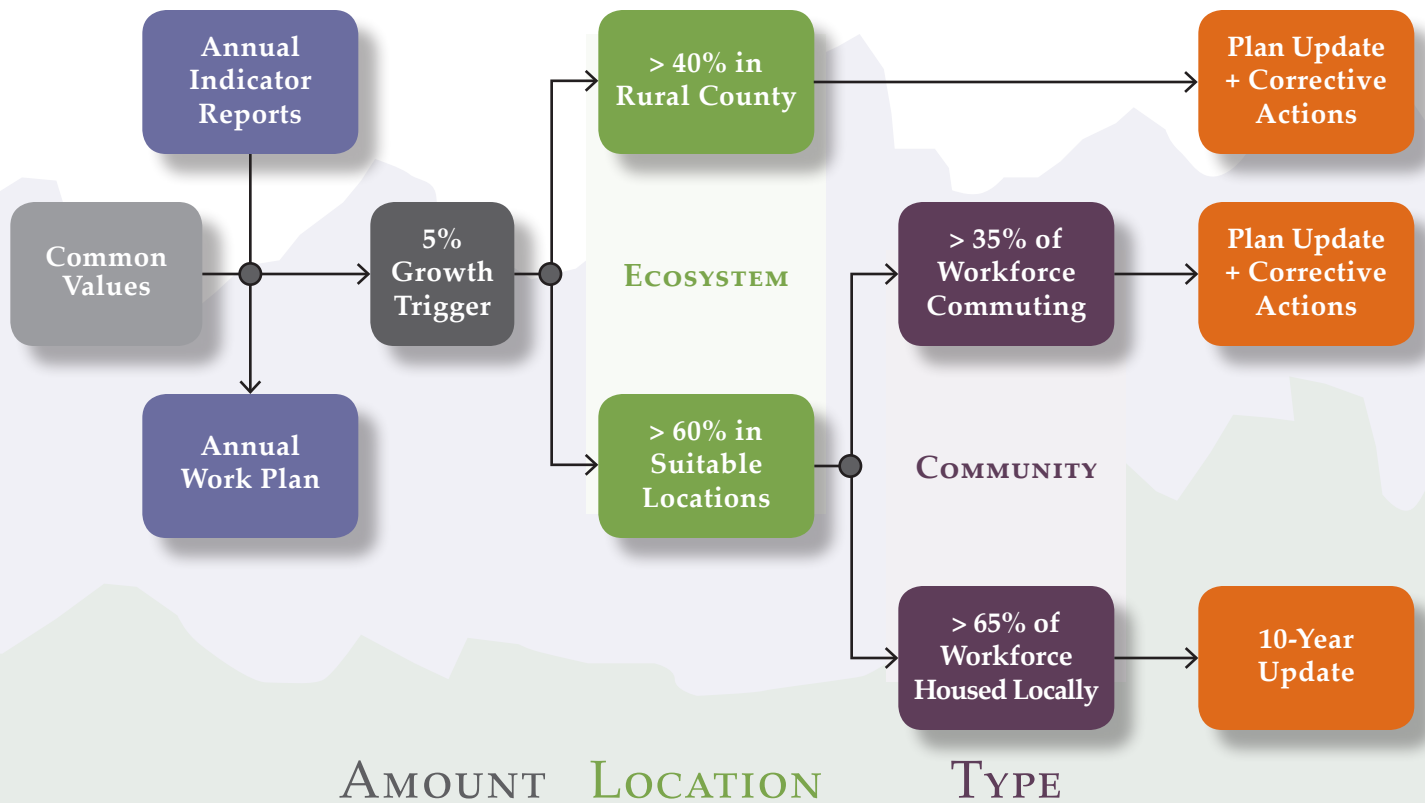 Annual
Indicator
Reports
> 40% in
Rural County
Plan Update
+ Corrective
Actions
Common
Values
5%
Growth
Trigger
Ecosystem
> 35% of
Workforce
Commuting
Plan Update
+ Corrective
Actions
Annual
Work Plan
> 60% in
Suitable
Locations
Community
> 65% of
Workforce
Housed Locally
10-Year
Update
Amount Location Type